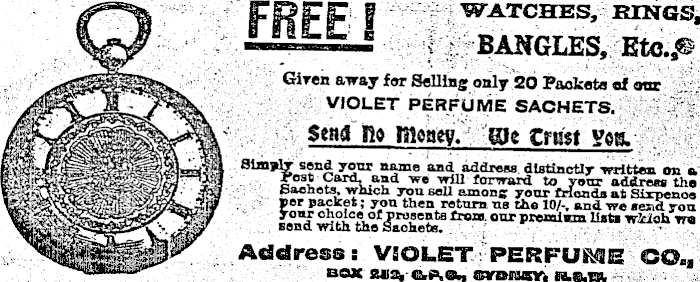 FREE! WATCHES, RINGS,
BANGLES, Etc.,
Given away for Selling only 20 Packets of our
VIOLET PERFUME SACHETS.
Send No Money. We Trust You.
Simply send your name and address distinctly written on a
Post Card, and we will forward to your address the
Sachets, which you sell among your friends at Sixpence
per packet; you then return us the 10/-, and we send you
your choice of presents from our premium lists which we
send with the Sachets.
Address: VIOLET PERFUME CO.,
BOX 282, G.P.O., SYDNEY, N.S.W.